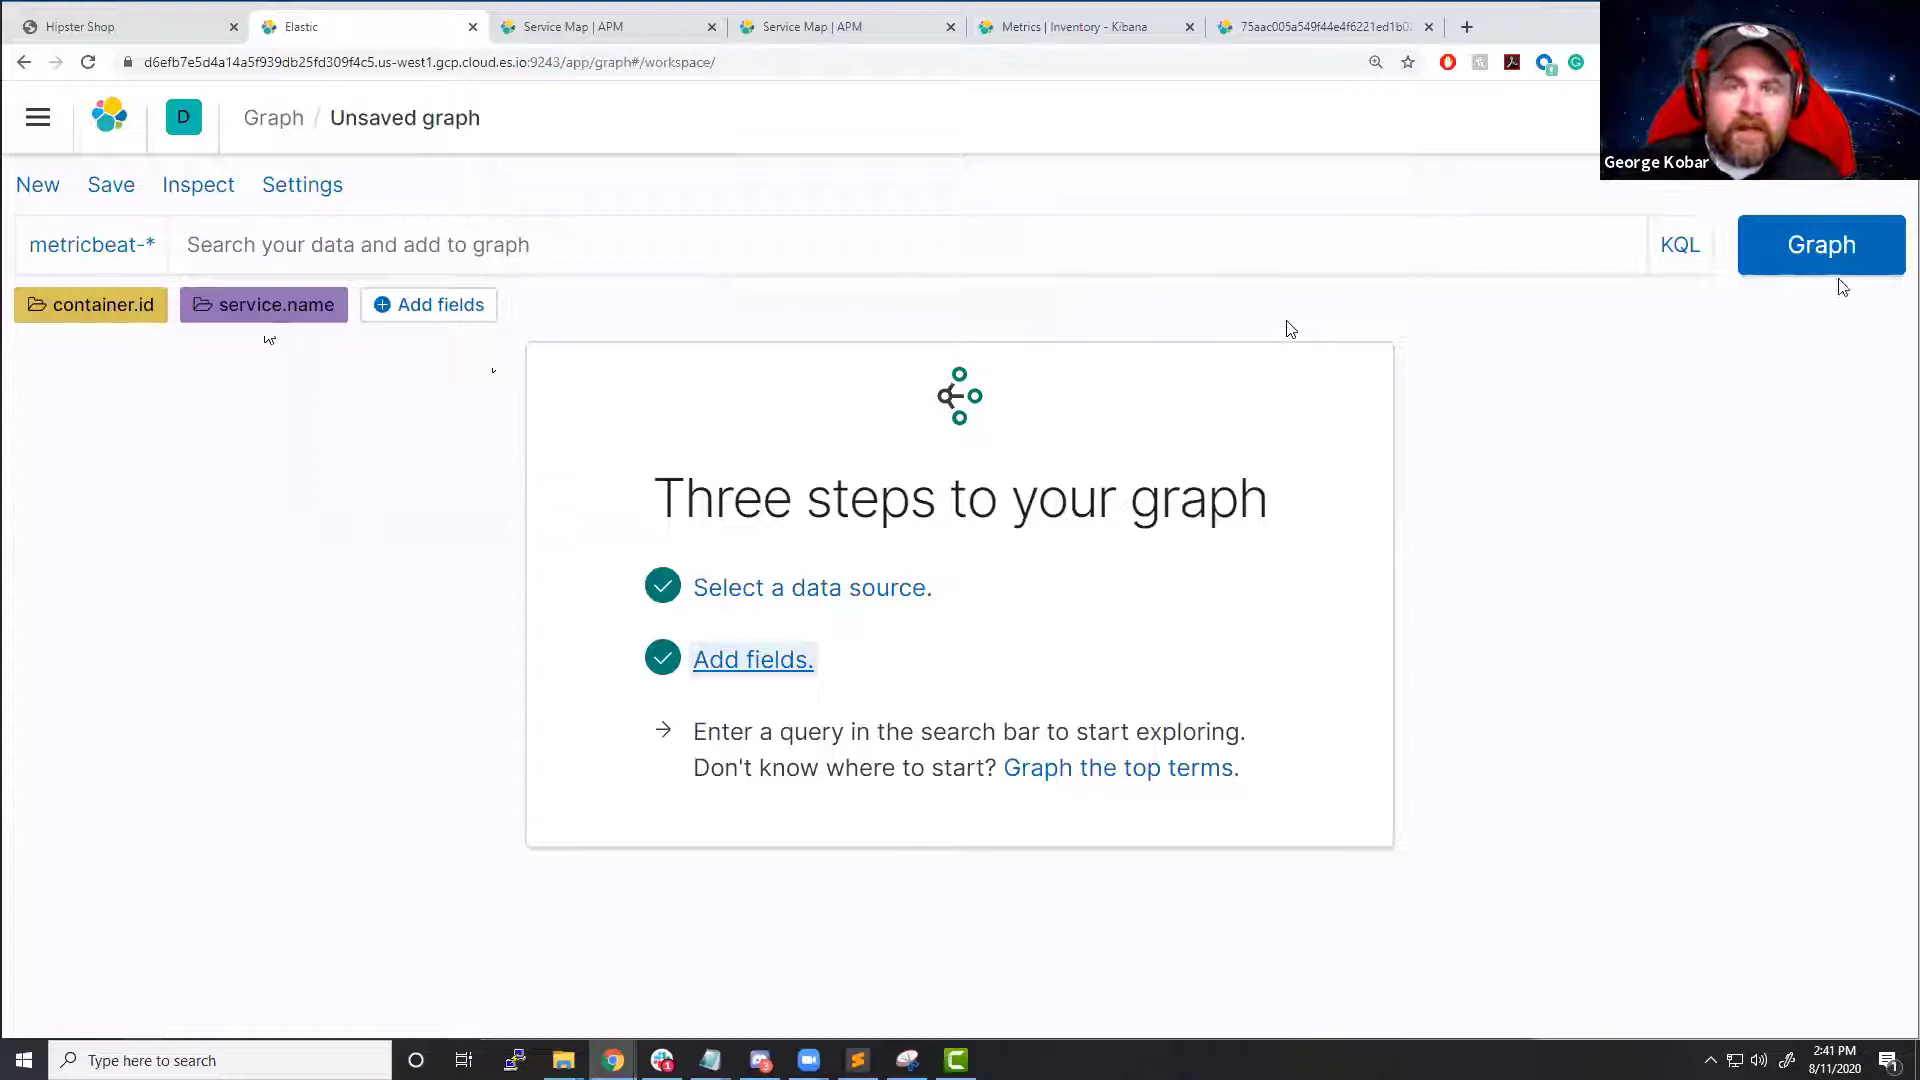 Hipster Shop
Elastic
Service Map | APM
Service Map | APM
Metrics | Inventory - Kibana
75aac005a549f44e4f6221ed1b0
d6efb7e5d4a14a5f939db25fd309f4c5.us-west1.gcp.cloud.es.io:9243/app/graph#/workspace/
D
Graph / Unsaved graph
George Kobar
New
Save
Inspect
Settings
metricbeat-*
Search your data and add to graph
KQL
Graph
container.id
service.name
Add fields
Three steps to your graph
Select a data source.
Add fields.
Enter a query in the search bar to start exploring.
Don't know where to start? Graph the top terms.
Type here to search
2:41 PM
8/11/2020